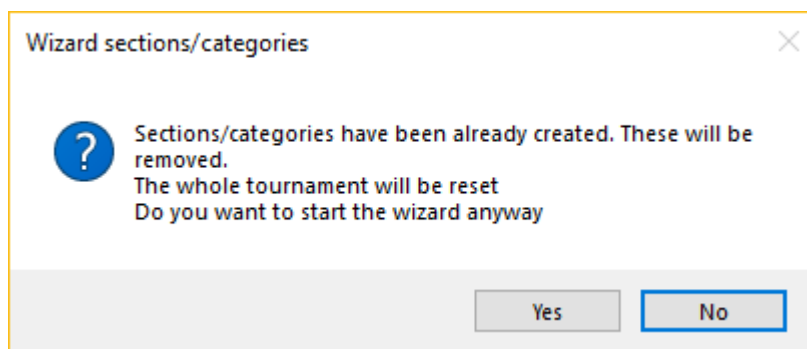 Wizard sections/categories
Sections/categories have been already created. These will be
removed.
The whole tournament will be reset
Do you want to start the wizard anyway
Yes
No